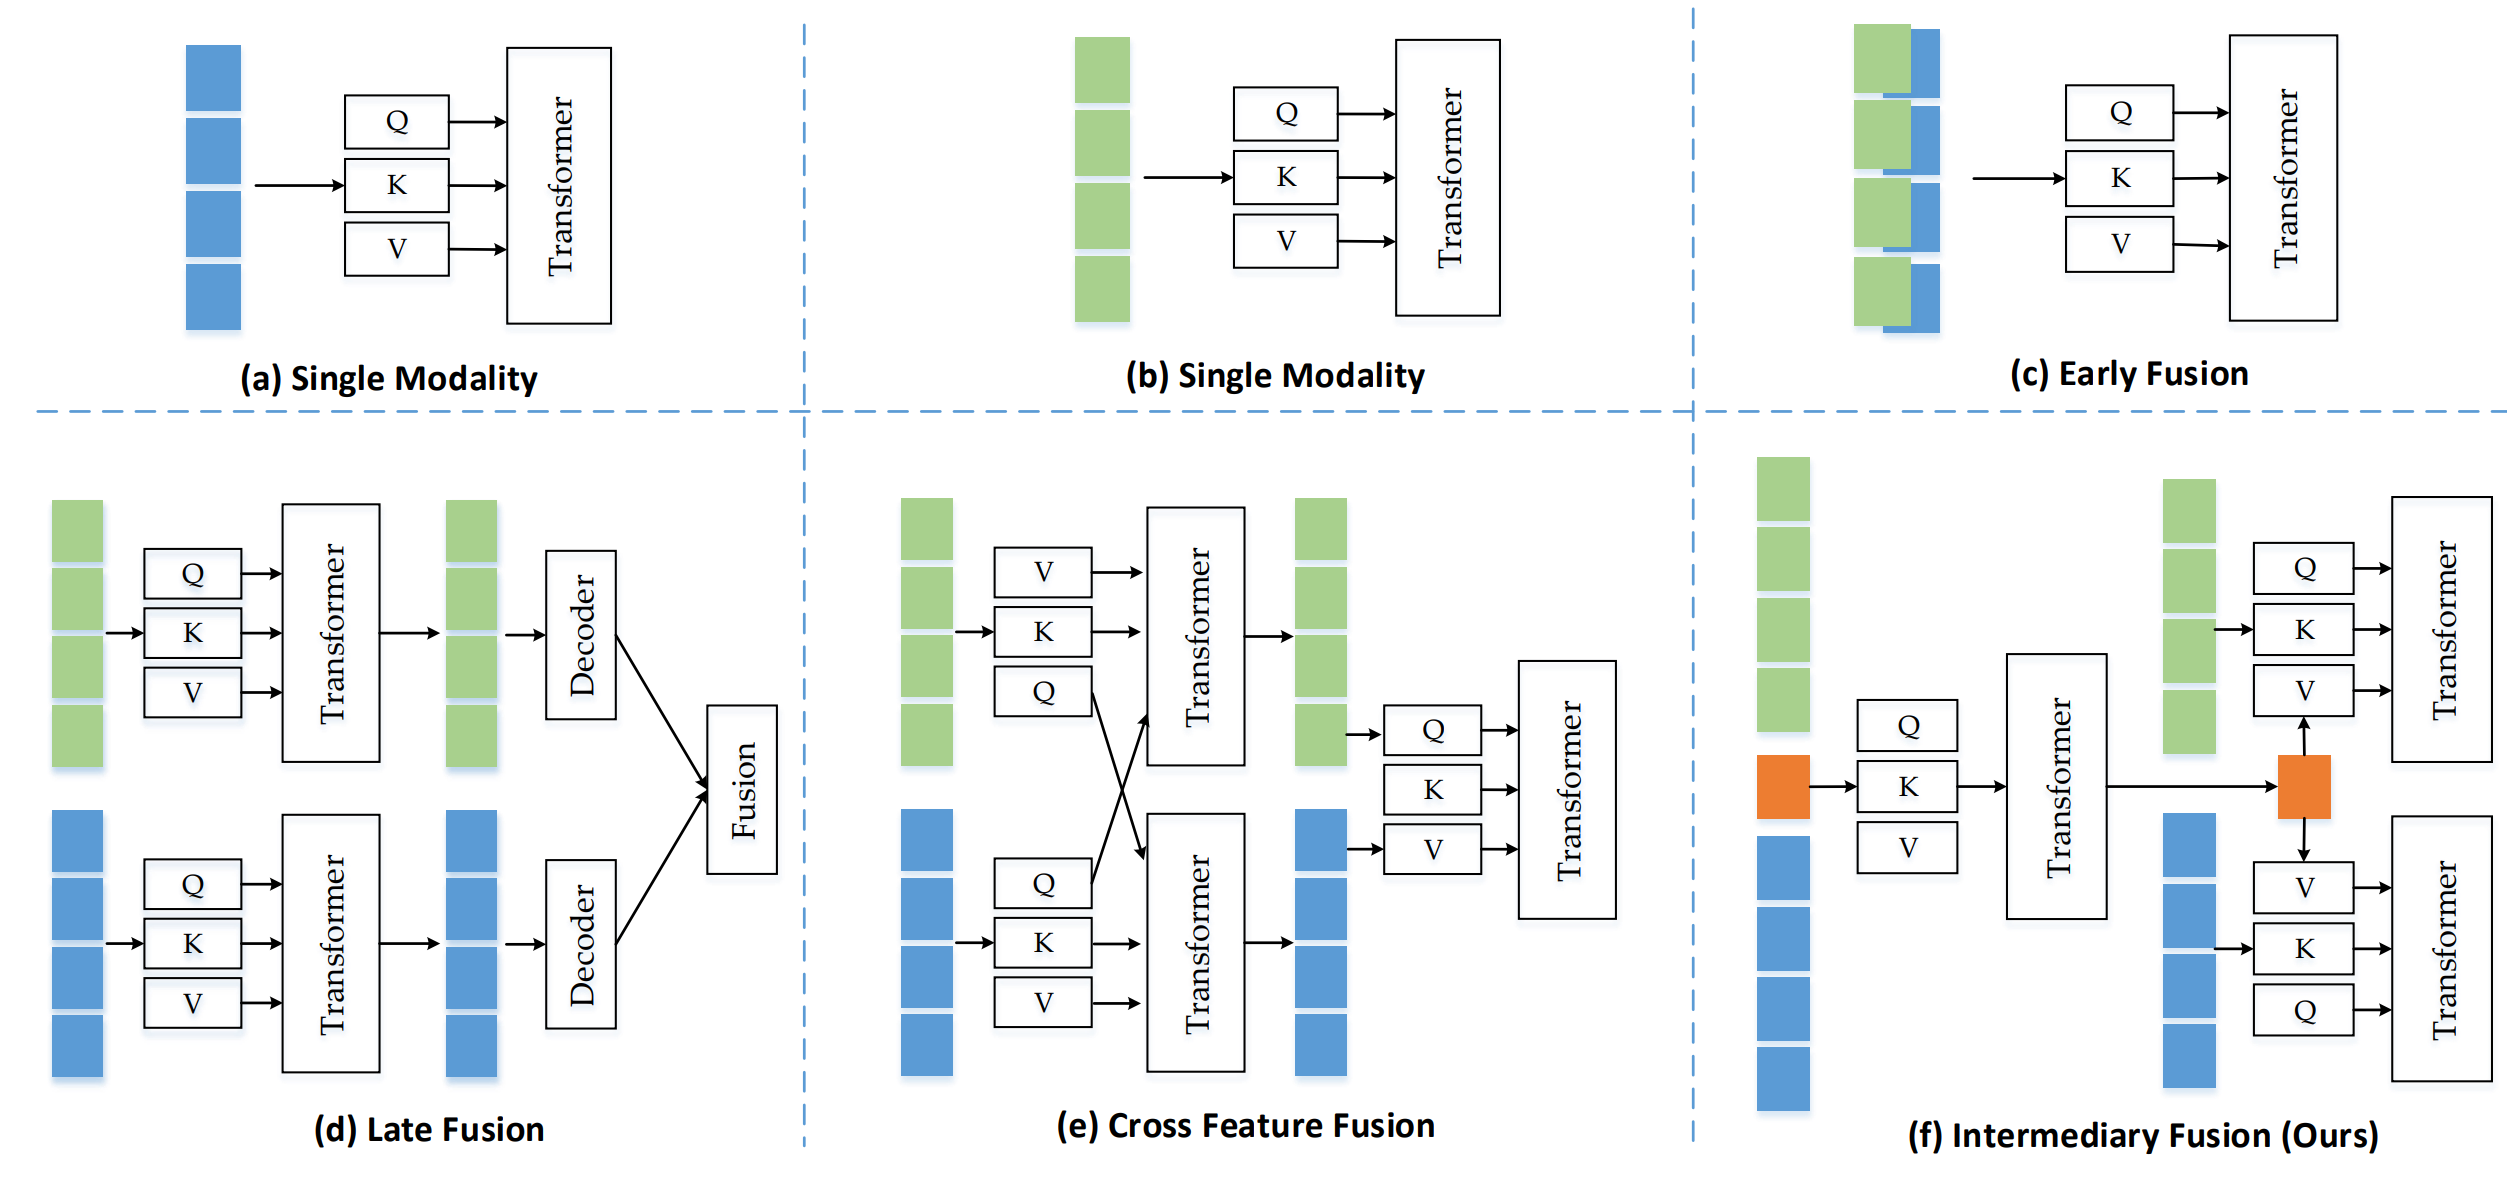 Q
K
V
Transformer
(a) Single Modality
Q
K
V
Transformer
(b) Single Modality
Q
K
V
Transformer
(c) Early Fusion
Q
K
V
Transformer
Decoder
Q
K
V
Transformer
Decoder
Fusion
(d) Late Fusion
V
K
Q
Transformer
Q
K
V
Transformer
Q
K
V
Transformer
(e) Cross Feature Fusion
Q
K
V
Transformer
Q
K
V
Transformer
V
K
Q
Transformer
(f) Intermediary Fusion (Ours)